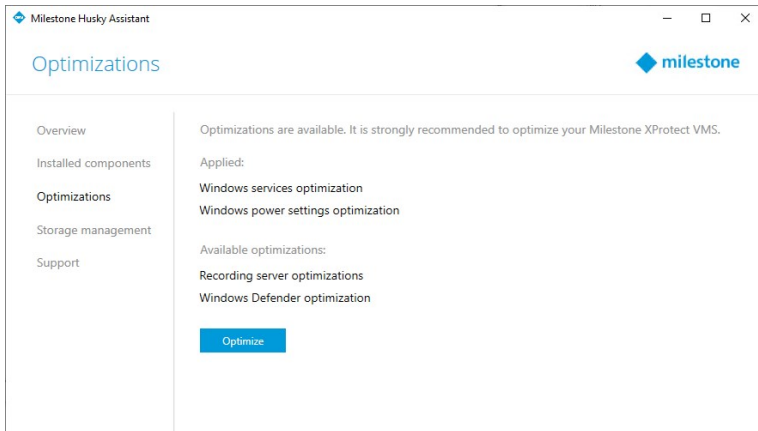 Milestone Husky Assistant
Optimizations
milestone
Overview
Installed components
Optimizations
Storage management
Support
Optimizations are available. It is strongly recommended to optimize your Milestone XProtect VMS.
Applied:
Windows services optimization
Windows power settings optimization
Available optimizations:
Recording server optimizations
Windows Defender optimization
Optimize